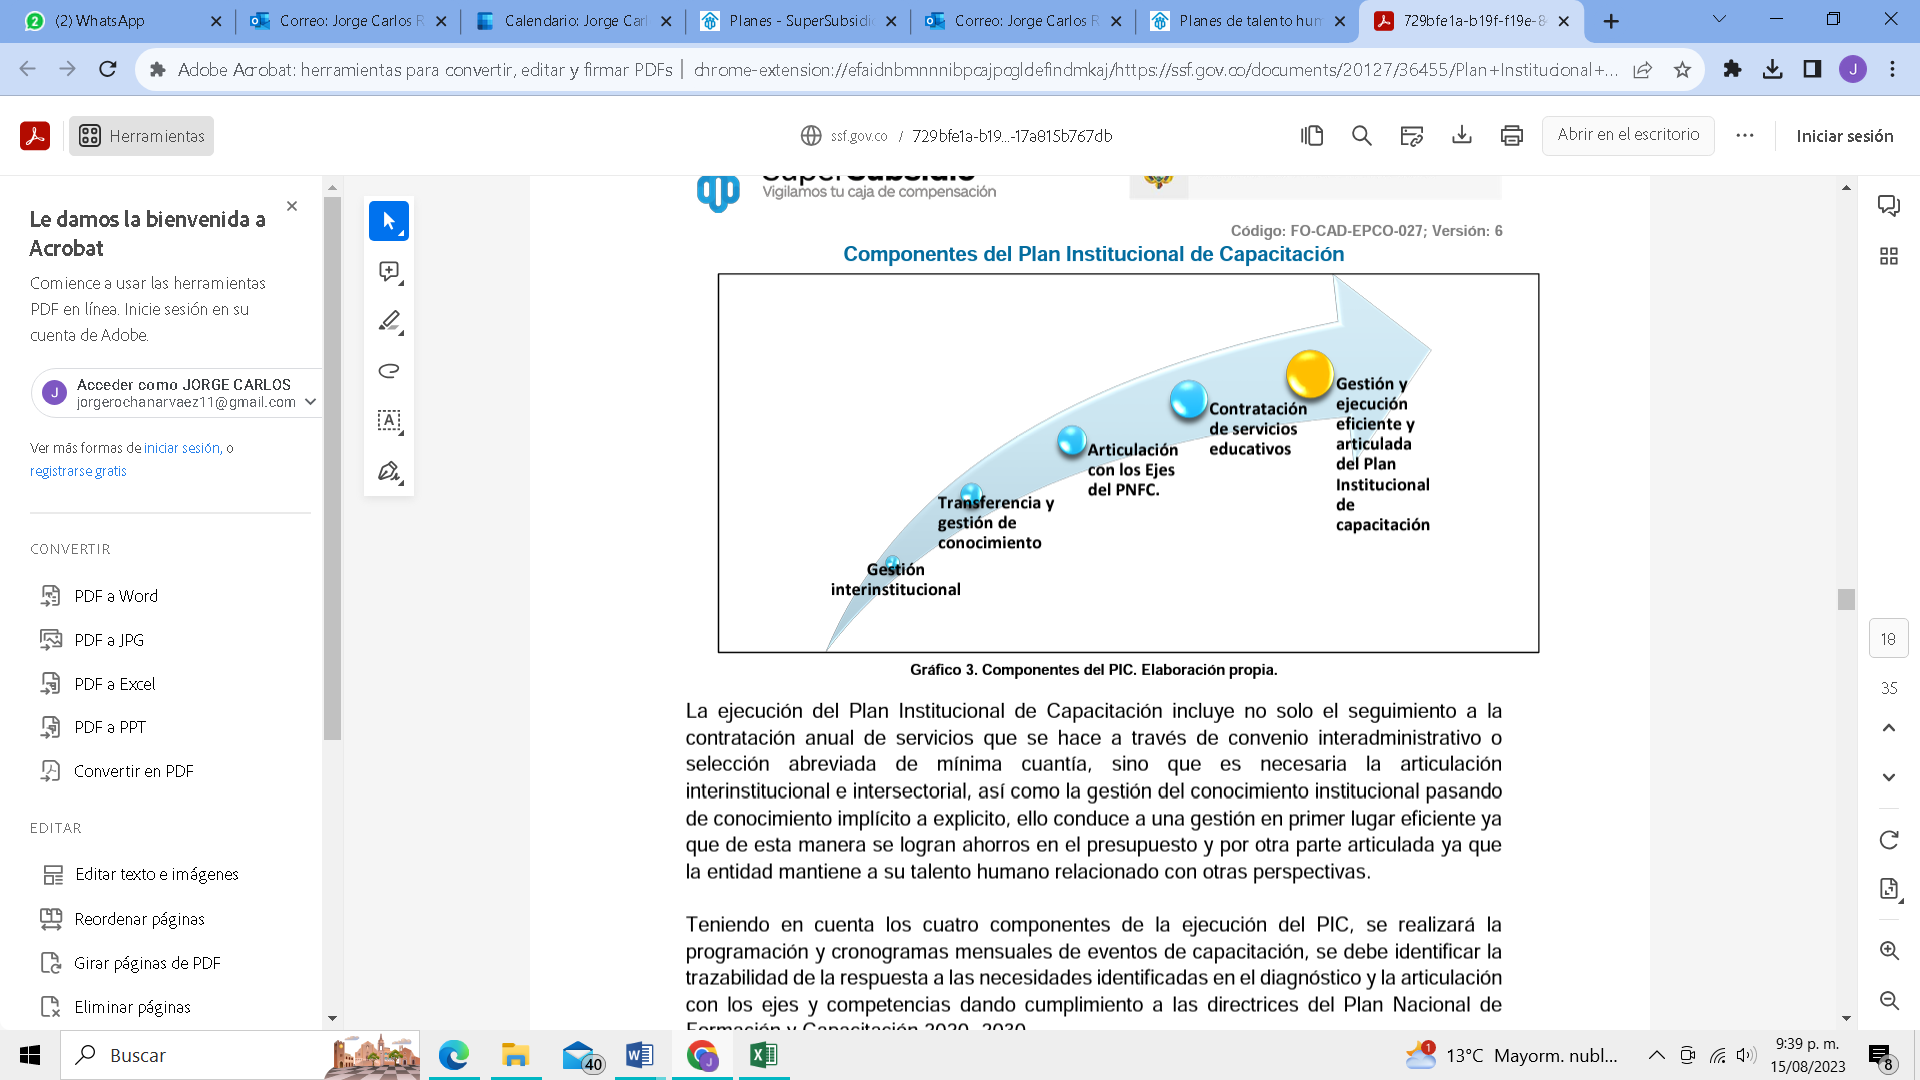 (2) WhatsApp
Correo: Jorge Carlos R
Calendario: Jorge Carl
Planes - SuperSubsidio
Correo: Jorge Carlos R
Planes de talento hum
729bfe1a-b19f-f19e-8
Adobe Acrobat: herramientas para convertir, editar y firmar PDFs | chrome-extension://efaidnbmnnnibpcajpcglclefindmkaj/https://ssf.gov.co/documents/20127/36455/Plan+Institucional+...
J
Herramientas
ssf.gov.co / 729bfe1a-b19...-17a815b767db
Abrir en el escritorio
Iniciar sesión
Le damos la bienvenida a
Acrobat
Comience a usar las herramientas
PDF en línea. Inicie sesión en su
cuenta de Adobe.
J
Acceder como JORGE CARLOS
jorgerochanarvaez11@gmail.com
Ver más formas de iniciar sesión, o
registrarse gratis
CONVERTIR
PDF a Word
PDF a JPG
PDF a Excel
PDF a PPT
Convertir en PDF
EDITAR
Editar texto e imágenes
Reordenar páginas
Girar páginas de PDF
Eliminar páginas
SuperSubsidio
Vigilamos tu caja de compensación
Código: FO-CAD-EPCO-027; Versión: 6
Componentes del Plan Institucional de Capacitación
Gestión
interinstitucional
Transferencia y
gestión de
conocimiento
Articulación
con los Ejes
del PNFC.
Contratación
de servicios
educativos
Gestión y
ejecución
eficiente y
articulada
del Plan
Institucional
de
capacitación
Gráfico 3. Componentes del PIC. Elaboración propia.
La ejecución del Plan Institucional de Capacitación incluye no solo el seguimiento a la
contratación anual de servicios que se hace a través de convenio interadministrativo o
selección abreviada de mínima cuantía, sino que es necesaria la articulación
interinstitucional e intersectorial, así como la gestión del conocimiento institucional pasando
de conocimiento implícito a explicito, ello conduce a una gestión en primer lugar eficiente ya
que de esta manera se logran ahorros en el presupuesto y por otra parte articulada ya que
la entidad mantiene a su talento humano relacionado con otras perspectivas.
Teniendo en cuenta los cuatro componentes de la ejecución del PIC, se realizará la
programación y cronogramas mensuales de eventos de capacitación, se debe identificar la
trazabilidad de la respuesta a las necesidades identificadas en el diagnóstico y la articulación
con los ejes y competencias dando cumplimiento a las directrices del Plan Nacional de
Formación y Capacitación 2020- 2030
18
35
Buscar
40
J
1
13°C Mayorm. nubl...
9:39 p. m.
15/08/2023
8